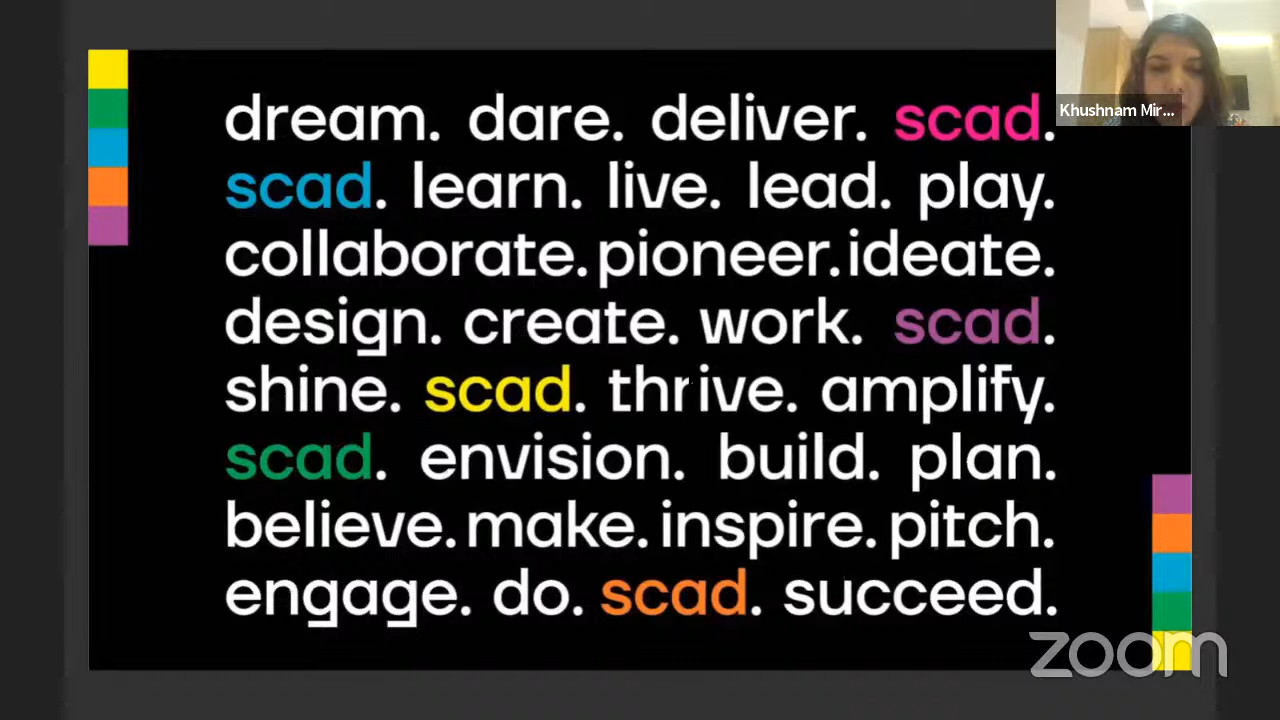 dream. dare. deliver. scad.
scad. learn. live. lead. play.
collaborate. pioneer. ideate.
design. create. work. scad.
shine. scad. thrive. amplify.
scad. envision. build. plan.
believe. make. inspire. pitch.
engage. do. scad. succeed.
Khushnam Mir...
zoom